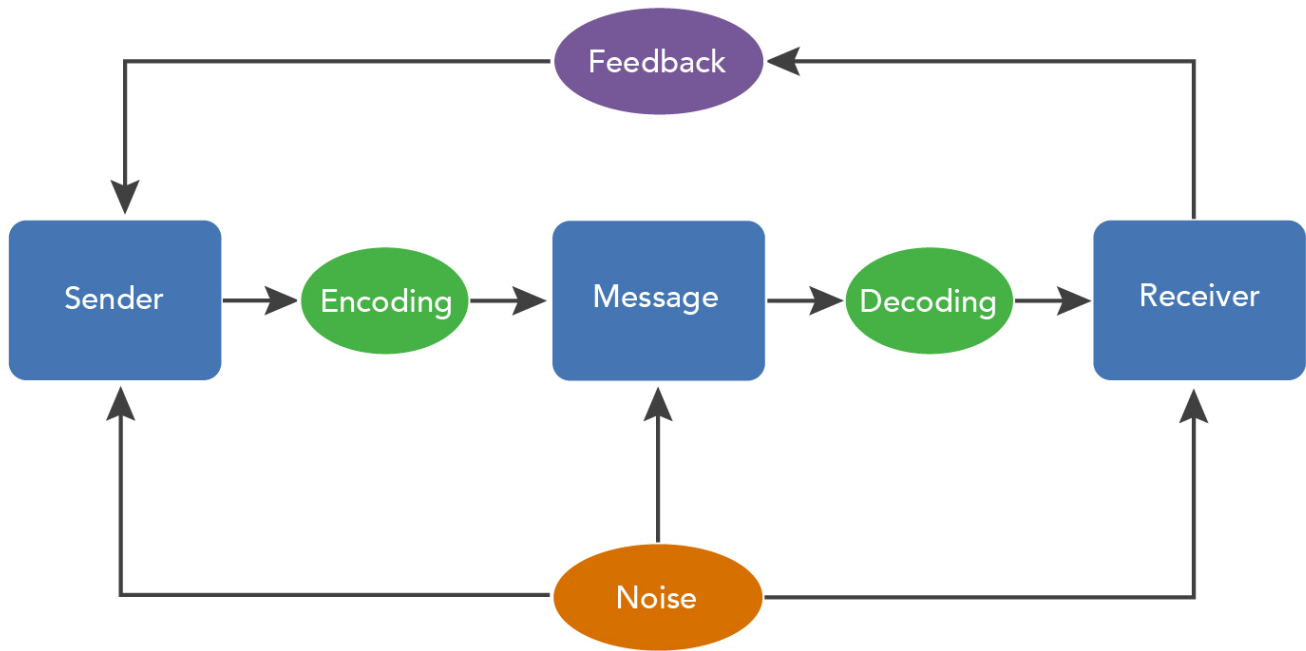 Feedback
Sender
Encoding
Message
Decoding
Receiver
Noise